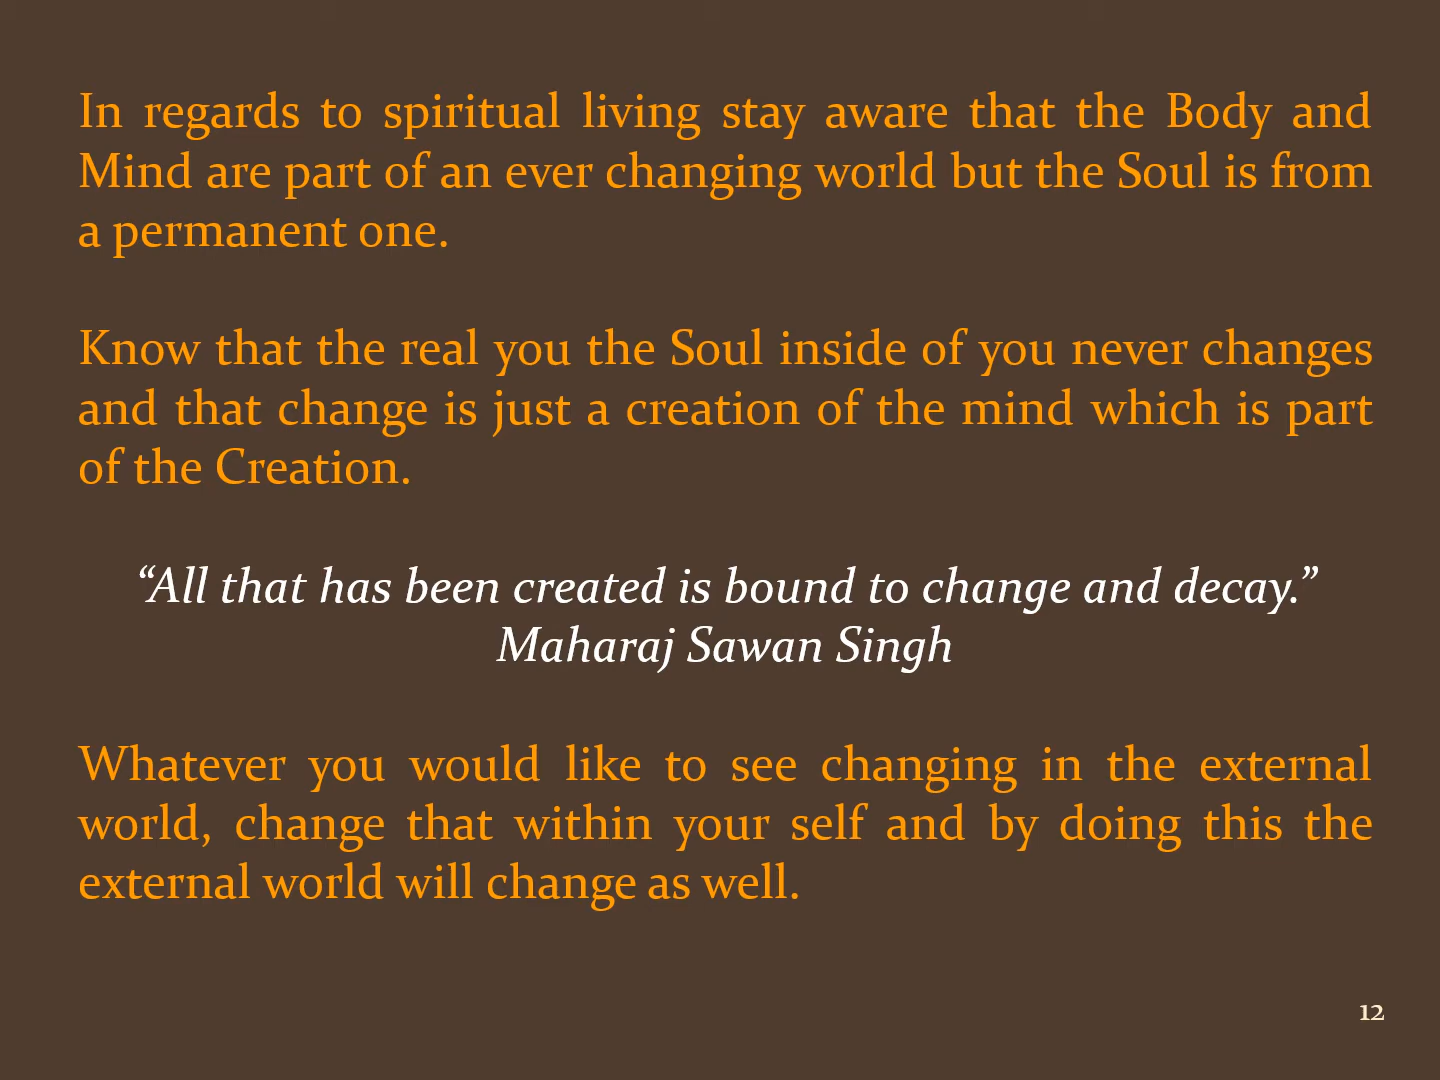 In regards to spiritual living stay aware that the Body and
Mind are part of an ever changing world but the Soul is from
a permanent one.
Know that the real you the Soul inside of you never changes
and that change is just a creation of the mind which is part
of the Creation.
“All that has been created is bound to change and decay.”
Maharaj Sawan Singh
Whatever you would like to see changing in the external
world, change that within your self and by doing this the
external world will change as well.
12